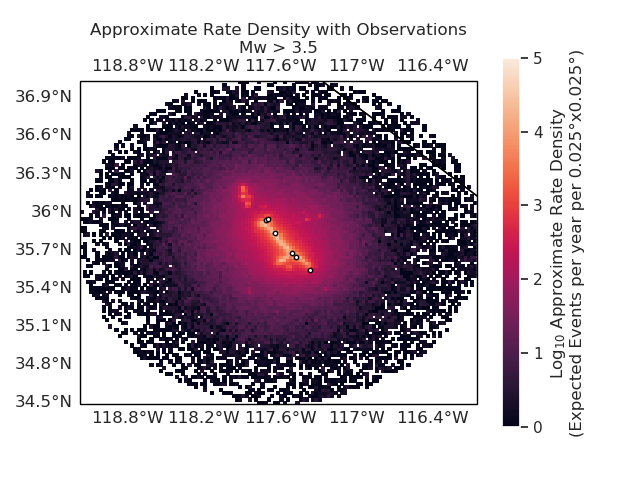 Approximate Rate Density with Observations
Mw > 3.5
118.8°W 118.2°W 117.6°W 117°W 116.4°W
36.9°N
36.6°N
36.3°N
36°N
35.7°N
35.4°N
35.1°N
34.8°N
34.5°N
118.8°W 118.2°W 117.6°W 117°W 116.4°W
5
4
3
2
1
0
Log₁₀ Approximate Rate Density
(Expected Events per year per 0.025°x0.025°)